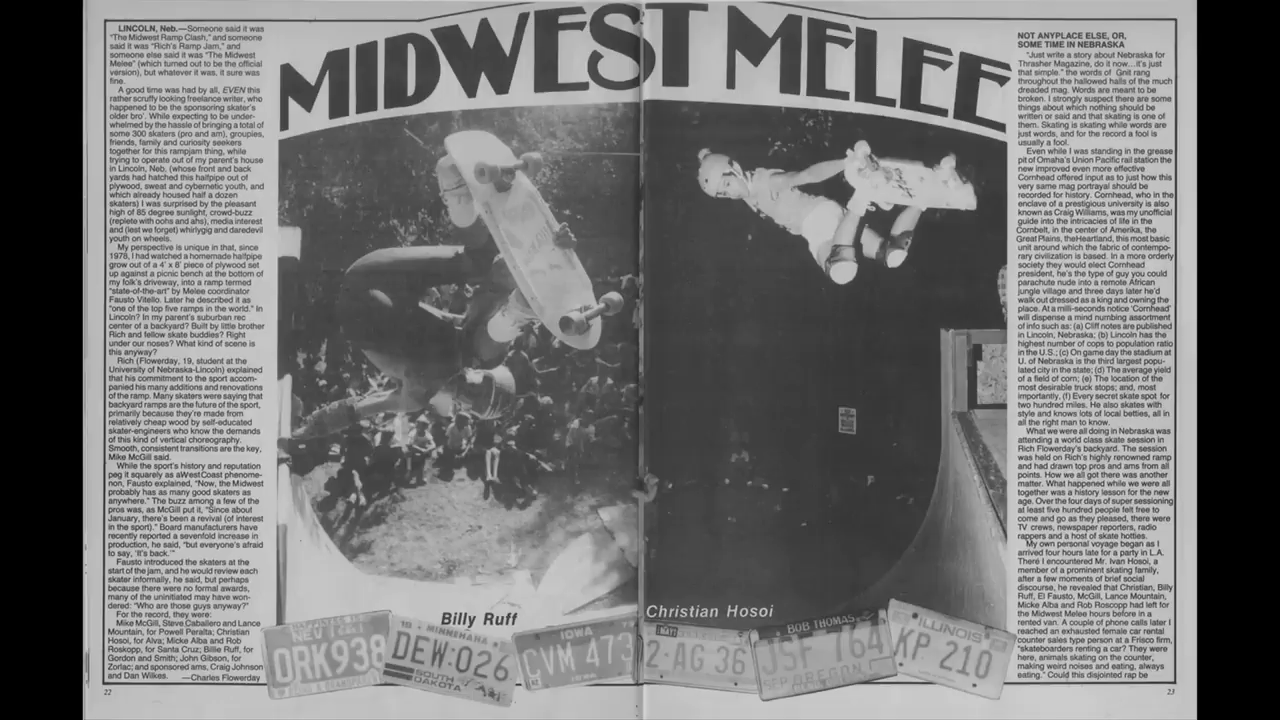 MIDWEST MELEE
LINCOLN, Neb.—Someone said it was
"The Midwest Ramp Clash," and someone
said it was "Rich's Ramp Jam," and
someone else said it was "The Midwest
Melee" (which turned out to be the official
version), but whatever it was, it sure was
fine.
A good time was had by all, EVEN this
rather scruffy looking freelance writer, who
happened to be the sponsoring skater's
older bro'. While expecting to be under-
whelmed by the hassle of bringing a total of
some 300 skaters (pro and am), groupies,
friends, family and curiosity seekers
together for this rampjam thing, while
trying to operate out of my parent's house
in Lincoln, Neb. (whose front and back
yards had hatched this halfpipe out of
plywood, sweat and cybernetic youth, and
which already housed half a dozen
skaters) I was surprised by the pleasant
high of 85 degree sunlight, crowd-buzz
(replete with oohs and ahs), media interest
and (lest we forget) whirlygig and daredevil
youth on wheels.
My perspective is unique in that, since
1978, I had watched a homemade halfpipe
grow out of a 4' x 8' piece of plywood set
up against a picnic bench at the bottom of
my folk's driveway, into a ramp termed
"state-of-the-art" by Melee coordinator
Fausto Vitello. Later he described it as
"one of the top five ramps in the world." In
Lincoln? In my parent's suburban rec
center of a backyard? Built by little brother
Rich and fellow skate buddies? Right
under our noses? What kind of scene is
this anyway?
Rich (Flowerday, 19, student at the
University of Nebraska-Lincoln) explained
that his commitment to the sport accom-
panied his many additions and renovations
of the ramp. Many skaters were saying that
backyard ramps are the future of the sport,
primarily because they're made from
relatively cheap wood by self-educated
skater-engineers who know the demands
of this kind of vertical choreography.
Smooth, consistent transitions are the key,
Mike McGill said.
While the sport's history and reputation
peg it squarely as aWestCoast phenome-
non, Fausto explained, "Now, the Midwest
probably has as many good skaters as
anywhere." The buzz among a few of the
pros was, as McGill put it, "Since about
January, there's been a revival (of interest
in the sport)." Board manufacturers have
recently reported a sevenfold increase in
production, he said, "but everyone's afraid
to say, 'It's back.'"
Fausto introduced the skaters at the
start of the jam, and he would review each
skater informally, he said, but perhaps
because there were no formal awards,
many of the uninitiated may have won-
dered: "Who are those guys anyway?"
For the record, they were:
Mike McGill, Steve Caballero and Lance
Mountain, for Powell Peralta; Christian
Hosoi, for Alva; Micke Alba and Rob
Roskopp, for Santa Cruz; Billie Ruff, for
Gordon and Smith; John Gibson, for
Zorlac; and sponsored ams, Craig Johnson
and Dan Wilkes. —Charles Flowerday
22
Billy Ruff
Christian Hosoi
DEW·026
SOUTH
DAKOTA
IOWA
CVM 473
2·AG 36
BOB THOMAS
JSF 764
OREGON
ILLINOIS
XP 210
NOT ANYPLACE ELSE, OR,
SOME TIME IN NEBRASKA
"Just write a story about Nebraska for
Thrasher Magazine, do it now...it's just
that simple." the words of Gnit rang
throughout the hallowed halls of the much
dreaded mag. Words are meant to be
broken. I strongly suspect there are some
things about which nothing should be
written or said and that skating is one of
them. Skating is skating while words are
just words, and for the record a fool is
usually a fool.
Even while I was standing in the grease
pit of Omaha's Union Pacific rail station the
new improved even more effective
Cornhead offered input as to just how this
very same mag portrayal should be
recorded for history. Cornhead, who in the
enclave of a prestigious university is also
known as Craig Williams, was my unofficial
guide into the intricacies of life in the
Cornbelt, in the center of Amerika, the
Great Plains, theHeartland, this most basic
unit around which the fabric of contempo-
rary civilization is based. In a more orderly
society they would elect Cornhead
president, he's the type of guy you could
parachute nude into a remote African
jungle village and three days later he'd
walk out dressed as a king and owning the
place. At a milli-seconds notice 'Cornhead'
will dispense a mind numbing assortment
of info such as: (a) Cliff notes are published
in Lincoln, Nebraska; (b) Lincoln has the
highest number of cops to population ratio
in the U.S.; (c) On game day the stadium at
U. of Nebraska is the third largest popu-
lated city in the state; (d) The average yield
of a field of corn; (e) The location of the
most desirable truck stops; and, most
importantly, (f) Every secret skate spot for
two hundred miles. He also skates with
style and knows lots of local betties, all in
all the right man to know.
What we were all doing in Nebraska was
attending a world class skate session in
Rich Flowerday's backyard. The session
was held on Rich's highly renowned ramp
and had drawn top pros and ams from all
points. How we all got there was another
matter. What happened while we were all
together was a history lesson for the new
age. Over the four days of super sessioning
at least five hundred people felt free to
come and go as they pleased, there were
TV crews, newspaper reporters, radio
rappers and a host of skate hotties.
My own personal voyage began as I
arrived four hours late for a party in L.A.
There I encountered Mr. Ivan Hosoi, a
member of a prominent skating family,
after a few moments of brief social
discourse, he revealed that Christian, Billy
Ruff, El Fausto, McGill, Lance Mountain,
Micke Alba and Rob Roscopp had left for
the Midwest Melee hours before in a
rented van. A couple of phone calls later I
reached an exhausted female car rental
counter sales type person at a Frisco firm,
"skateboarders renting a car? They were
here, animals skating on the counter,
making weird noises and eating, always
eating." Could this disjointed rap be
23